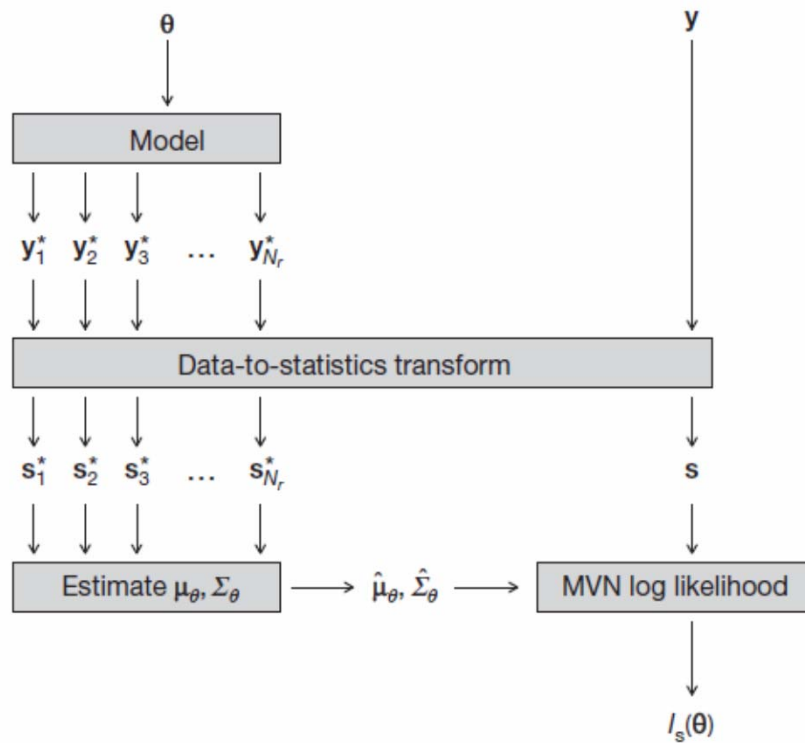 θ y
Model
y*₁ y*₂ y*₃ ... y*Nᵣ
Data-to-statistics transform
s*₁ s*₂ s*₃ ... s*Nᵣ s
Estimate μθ, Σθ μ̂θ, Σ̂θ MVN log likelihood
lₛ(θ)